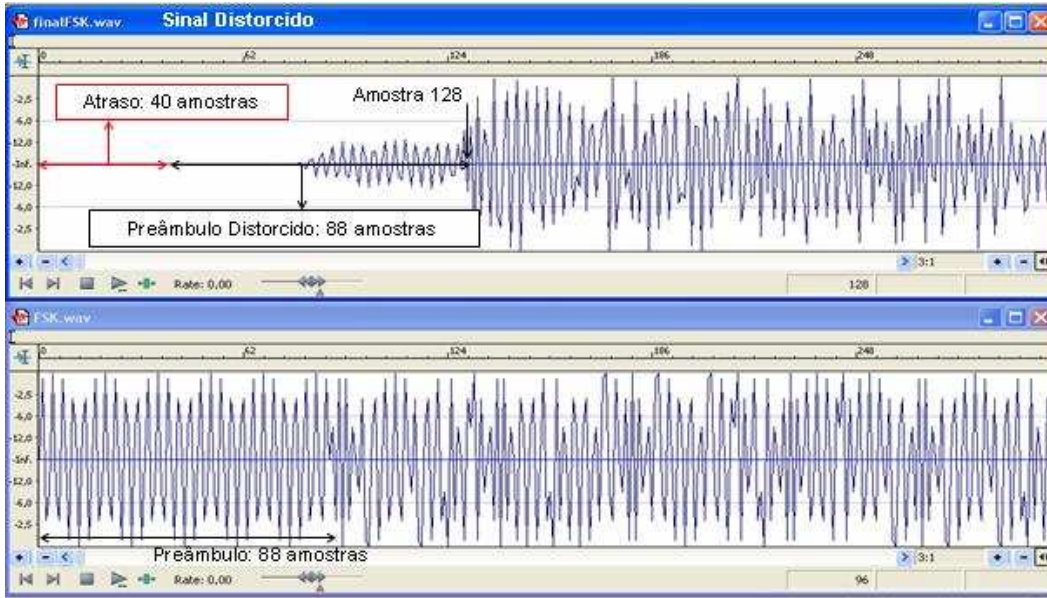 finalFSK.wav Sinal Distorcido
0 62 124 186 248
-2,5
-6,0
-12,0
-Inf.
-12,0
-6,0
-2,5
Atraso: 40 amostras
Amostra 128
Preâmbulo Distorcido: 88 amostras
3:1
Rate: 0,00
128
FSK.wav
0 62 124 186 248
-2,5
-6,0
-12,0
-Inf.
-12,0
-6,0
-2,5
Preâmbulo: 88 amostras
3:1
Rate: 0,00
96